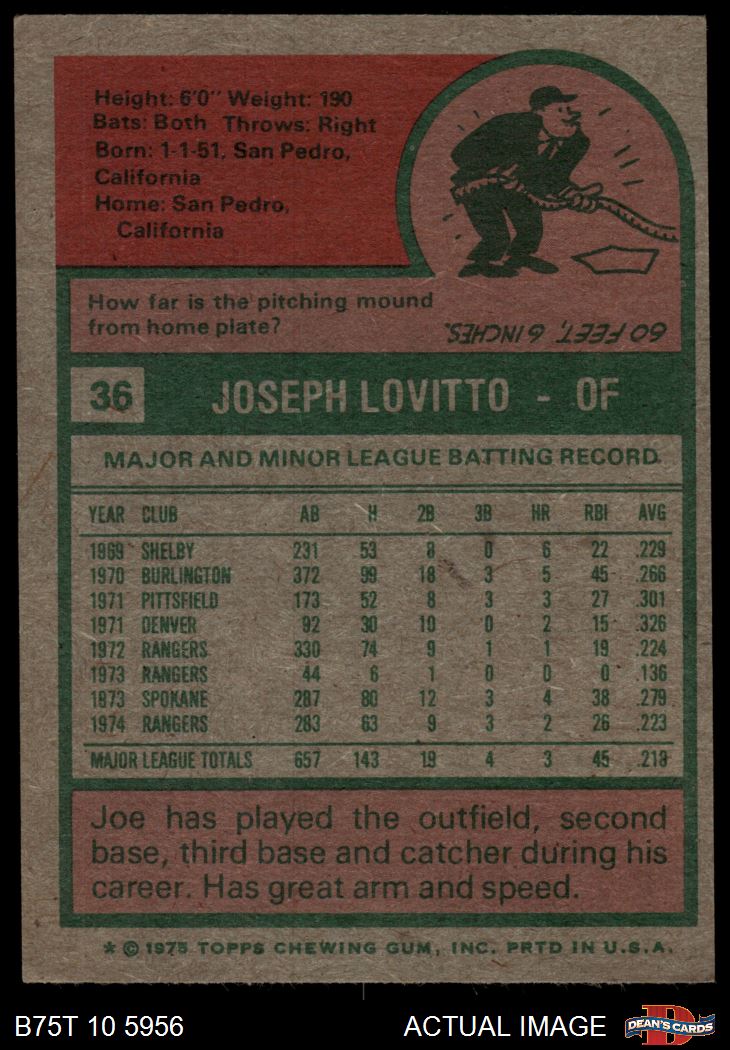 Height: 6'0" Weight: 190
Bats: Both Throws: Right
Born: 1-1-51, San Pedro,
California
Home: San Pedro,
California
How far is the pitching mound
from home plate?
60 FEET, 6 INCHES.
36 JOSEPH LOVITTO - OF
MAJOR AND MINOR LEAGUE BATTING RECORD
YEAR CLUB AB H 2B 3B HR RBI AVG
1969 SHELBY 231 53 8 0 6 22 .229
1970 BURLINGTON 372 99 18 3 5 45 .266
1971 PITTSFIELD 173 52 8 3 3 27 .301
1971 DENVER 92 30 10 0 2 15 .326
1972 RANGERS 330 74 9 1 1 19 .224
1973 RANGERS 44 6 1 0 0 0 .136
1973 SPOKANE 287 80 12 3 4 38 .279
1974 RANGERS 283 63 9 3 2 26 .223
MAJOR LEAGUE TOTALS 657 143 19 4 3 45 .218
Joe has played the outfield, second
base, third base and catcher during his
career. Has great arm and speed.
* © 1975 TOPPS CHEWING GUM, INC. PRTD IN U.S.A.
B75T 10 5956 ACTUAL IMAGE D DEAN'S CARDS